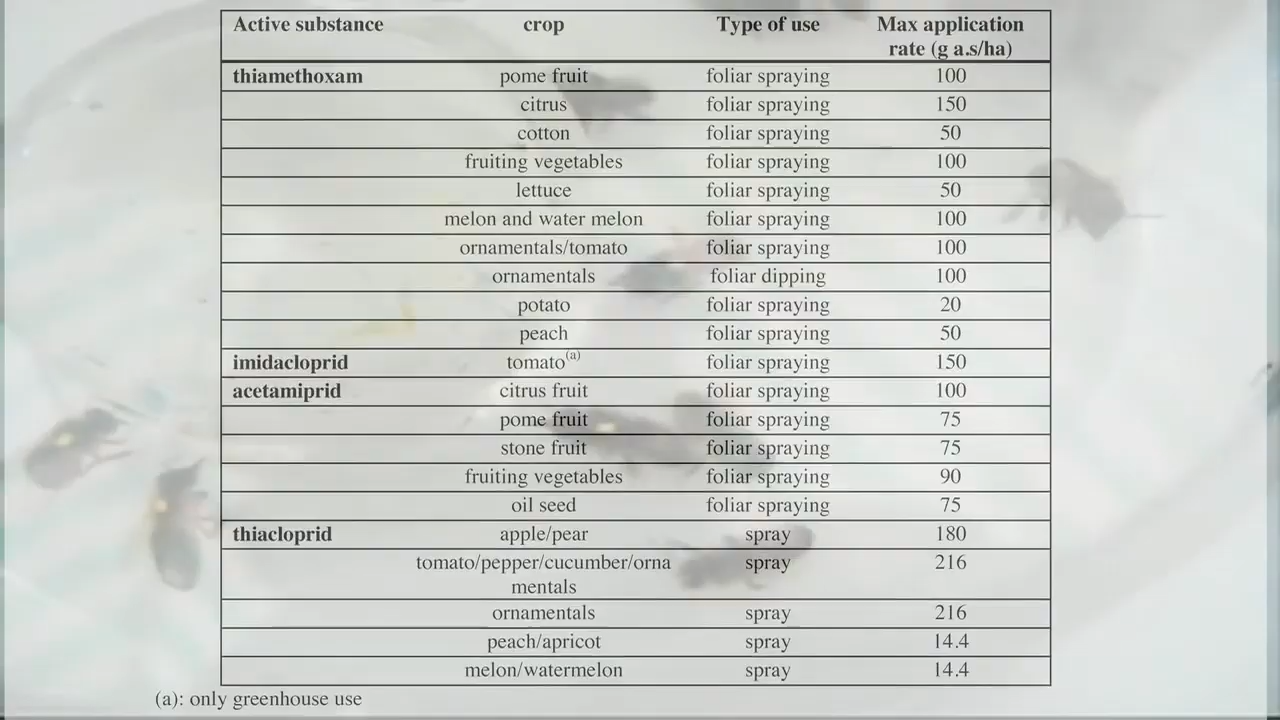 Active substance crop Type of use Max application
rate (g a.s/ha)
thiamethoxam pome fruit foliar spraying 100
citrus foliar spraying 150
cotton foliar spraying 50
fruiting vegetables foliar spraying 100
lettuce foliar spraying 50
melon and water melon foliar spraying 100
ornamentals/tomato foliar spraying 100
ornamentals foliar dipping 100
potato foliar spraying 20
peach foliar spraying 50
imidacloprid tomato(a) foliar spraying 150
acetamiprid citrus fruit foliar spraying 100
pome fruit foliar spraying 75
stone fruit foliar spraying 75
fruiting vegetables foliar spraying 90
oil seed foliar spraying 75
thiacloprid apple/pear spray 180
tomato/pepper/cucumber/orna spray 216
mentals
ornamentals spray 216
peach/apricot spray 14.4
melon/watermelon spray 14.4
(a): only greenhouse use